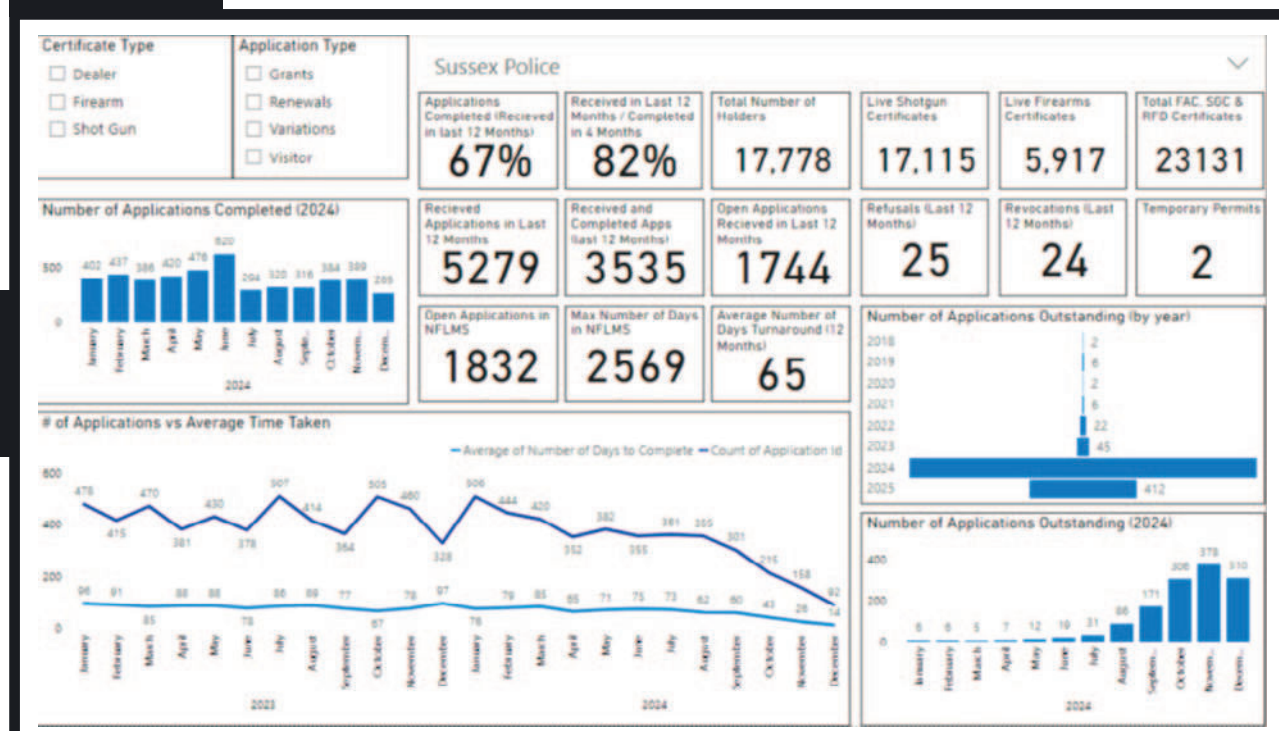 Certificate Type
Dealer
Firearm
Shot Gun
Application Type
Grants
Renewals
Variations
Visitor
Sussex Police
Applications
Completed (Recieved
in last 12 Months)
67%
Received in Last 12
Months / Completed
in 4 Months
82%
Total Number of
Holders
17,778
Live Shotgun
Certificates
17,115
Live Firearms
Certificates
5,917
Total FAC, SGC &
RFD Certificates
23131
Number of Applications Completed (2024)
500
0
402 437 386 420 476 620 294 320 316 384 389
January February March April May June July August Septe... October Novem... Decem...
2024
Recieved
Applications in Last
12 Months
5279
Received and
Completed Apps
(last 12 Months)
3535
Open Applications
Recieved in Last 12
Months
1744
Refusals (Last 12
Months)
25
Revocations (Last
12 Months)
24
Temporary Permits
2
Open Applications in
NFLMS
1832
Max Number of Days
in NFLMS
2569
Average Number of
Days Turnaround (12
Months)
65
Number of Applications Outstanding (by year)
2018 2
2019 6
2020 2
2021 6
2022 22
2023 45
2024
2025 412
# of Applications vs Average Time Taken
Average of Number of Days to Complete Count of Application Id
600
400
200
0
476 415 470 381 430 378 507 414 364 505 460 328 506 444 420 352 382 355 361 355 301 215 158 92
96 91 85 88 88 78 86 89 77 67 78 97 76 79 85 65 71 75 73 62 60 43 26 14
January February March April May June July August September October November December January February March April May June July August September October November December
2023 2024
Number of Applications Outstanding (2024)
400
200
0
6 6 5 7 12 19 31 86 171 306 378 310
January February March April May June July August Septem... October Novem... Decem...
2024